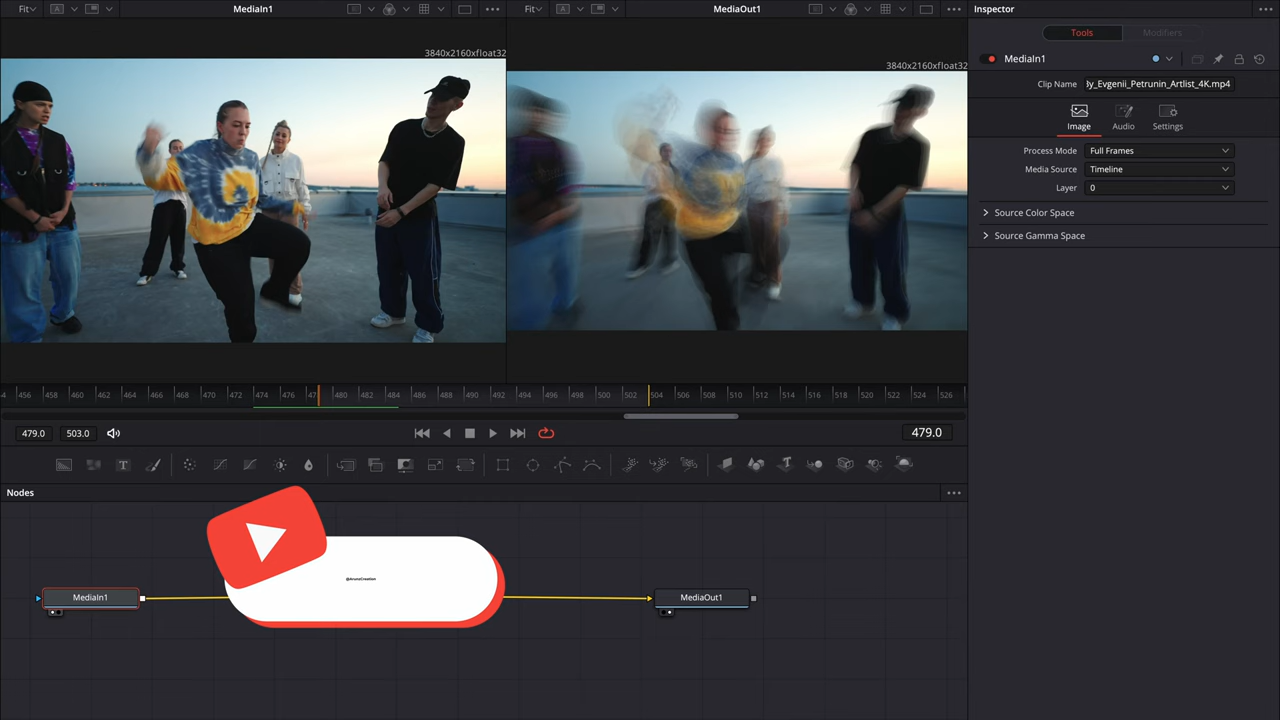 Fit
MediaIn1
Fit
MediaOut1
Inspector
3840x2160xfloat32
3840x2160xfloat32
Tools
Modifiers
MediaIn1
Clip Name
ly_Evgenii_Petrunin_Artlist_4K.mp4
Image
Audio
Settings
Process Mode
Full Frames
Media Source
Timeline
Layer
0
Source Color Space
Source Gamma Space
456 458 460 462 464 466 468 470 472 474 476 47 480 482 484 486 488 490 492 494 496 498 500 502 504 506 508 510 512 514 516 518 520 522 524 526
479.0
503.0
479.0
Nodes
@ArunzCreation
MediaIn1
MediaOut1